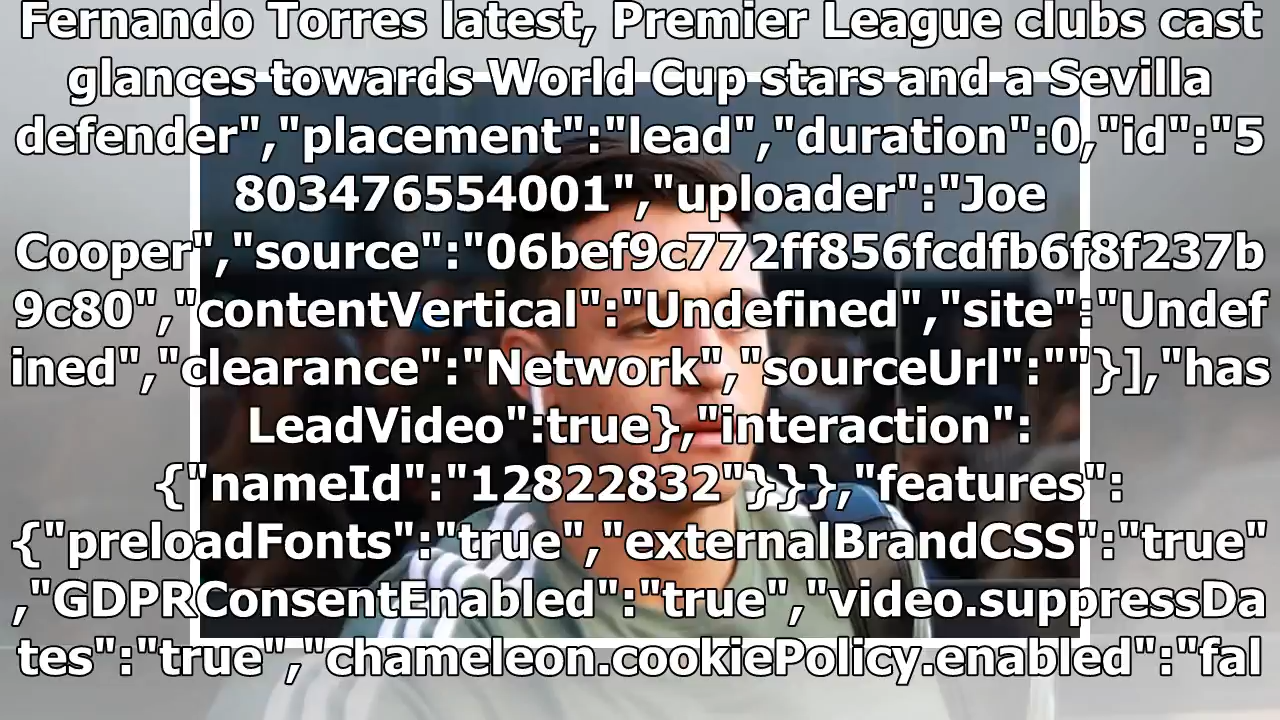 Fernando Torres latest, Premier League clubs cast
glances towards World Cup stars and a Sevilla
defender","placement":"lead","duration":0,"id":"5
803476554001","uploader":"Joe
Cooper","source":"06bef9c772ff856fcdfb6f8f237b
9c80","contentVertical":"Undefined","site":"Undef
ined","clearance":"Network","sourceUrl":""}],"has
LeadVideo":true},"interaction":
{"nameId":"12822832"}}},"features":
{"preloadFonts":"true","externalBrandCSS":"true"
,"GDPRConsentEnabled":"true","video.suppressDa
tes":"true","chameleon.cookiePolicy.enabled":"fal